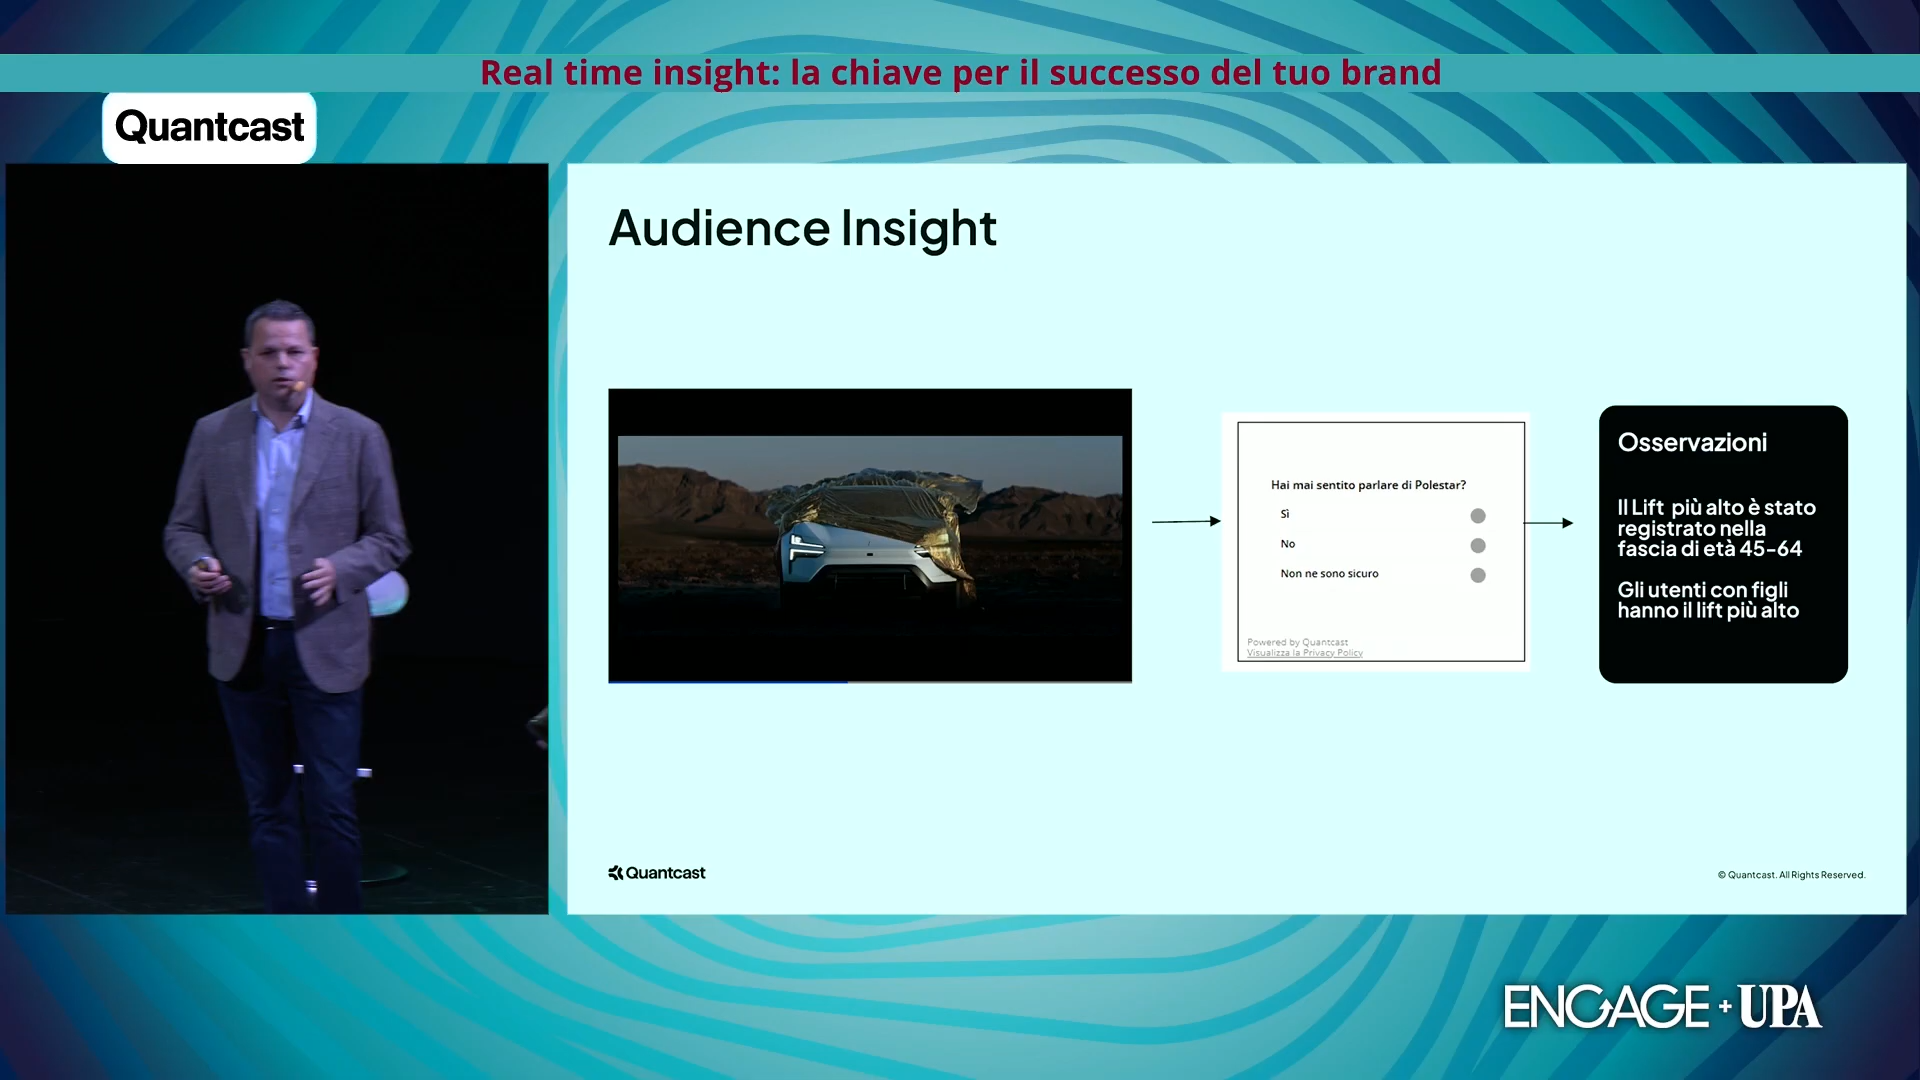 Real time insight: la chiave per il successo del tuo brand
Quantcast
Audience Insight
Hai mai sentito parlare di Polestar?
Sì
No
Non ne sono sicuro
Powered by Quantcast
Visualizza la Privacy Policy
Osservazioni
Il Lift più alto è stato
registrato nella
fascia di età 45-64
Gli utenti con figli
hanno il lift più alto
Quantcast
© Quantcast. All Rights Reserved.
ENGAGE + UPA